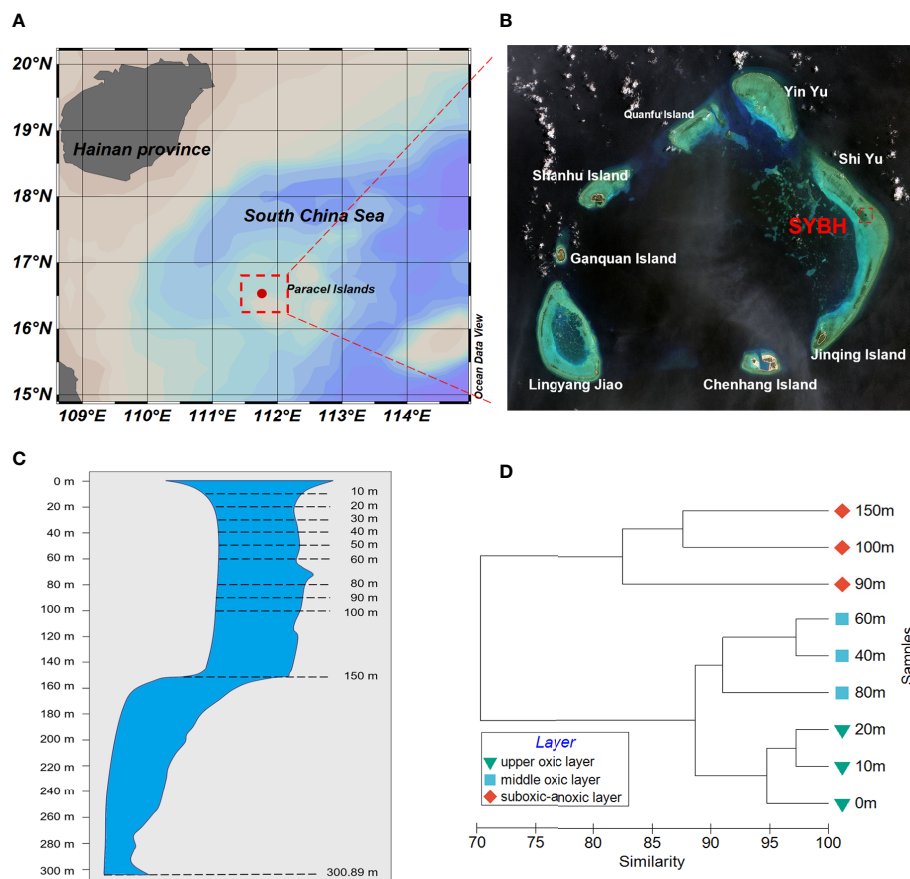 A
20°N
19°N
18°N
17°N
16°N
15°N
109°E 110°E 111°E 112°E 113°E 114°E
Hainan province
South China Sea
Paracel Islands
Ocean Data View
B
Yin Yu
Quanfu Island
Shi Yu
Shanhu Island
SYBH
Ganquan Island
Jinqing Island
Lingyang Jiao
Chenhang Island
C
0 m
20 m
40 m
60 m
80 m
100 m
120 m
140 m
160 m
180 m
200 m
220 m
240 m
260 m
280 m
300 m
10 m
20 m
30 m
40 m
50 m
60 m
80 m
90 m
100 m
150 m
300.89 m
D
150m
100m
90m
60m
40m
80m
20m
10m
0m
Samples
Layer
upper oxic layer
middle oxic layer
suboxic-anoxic layer
70 75 80 85 90 95 100
Similarity